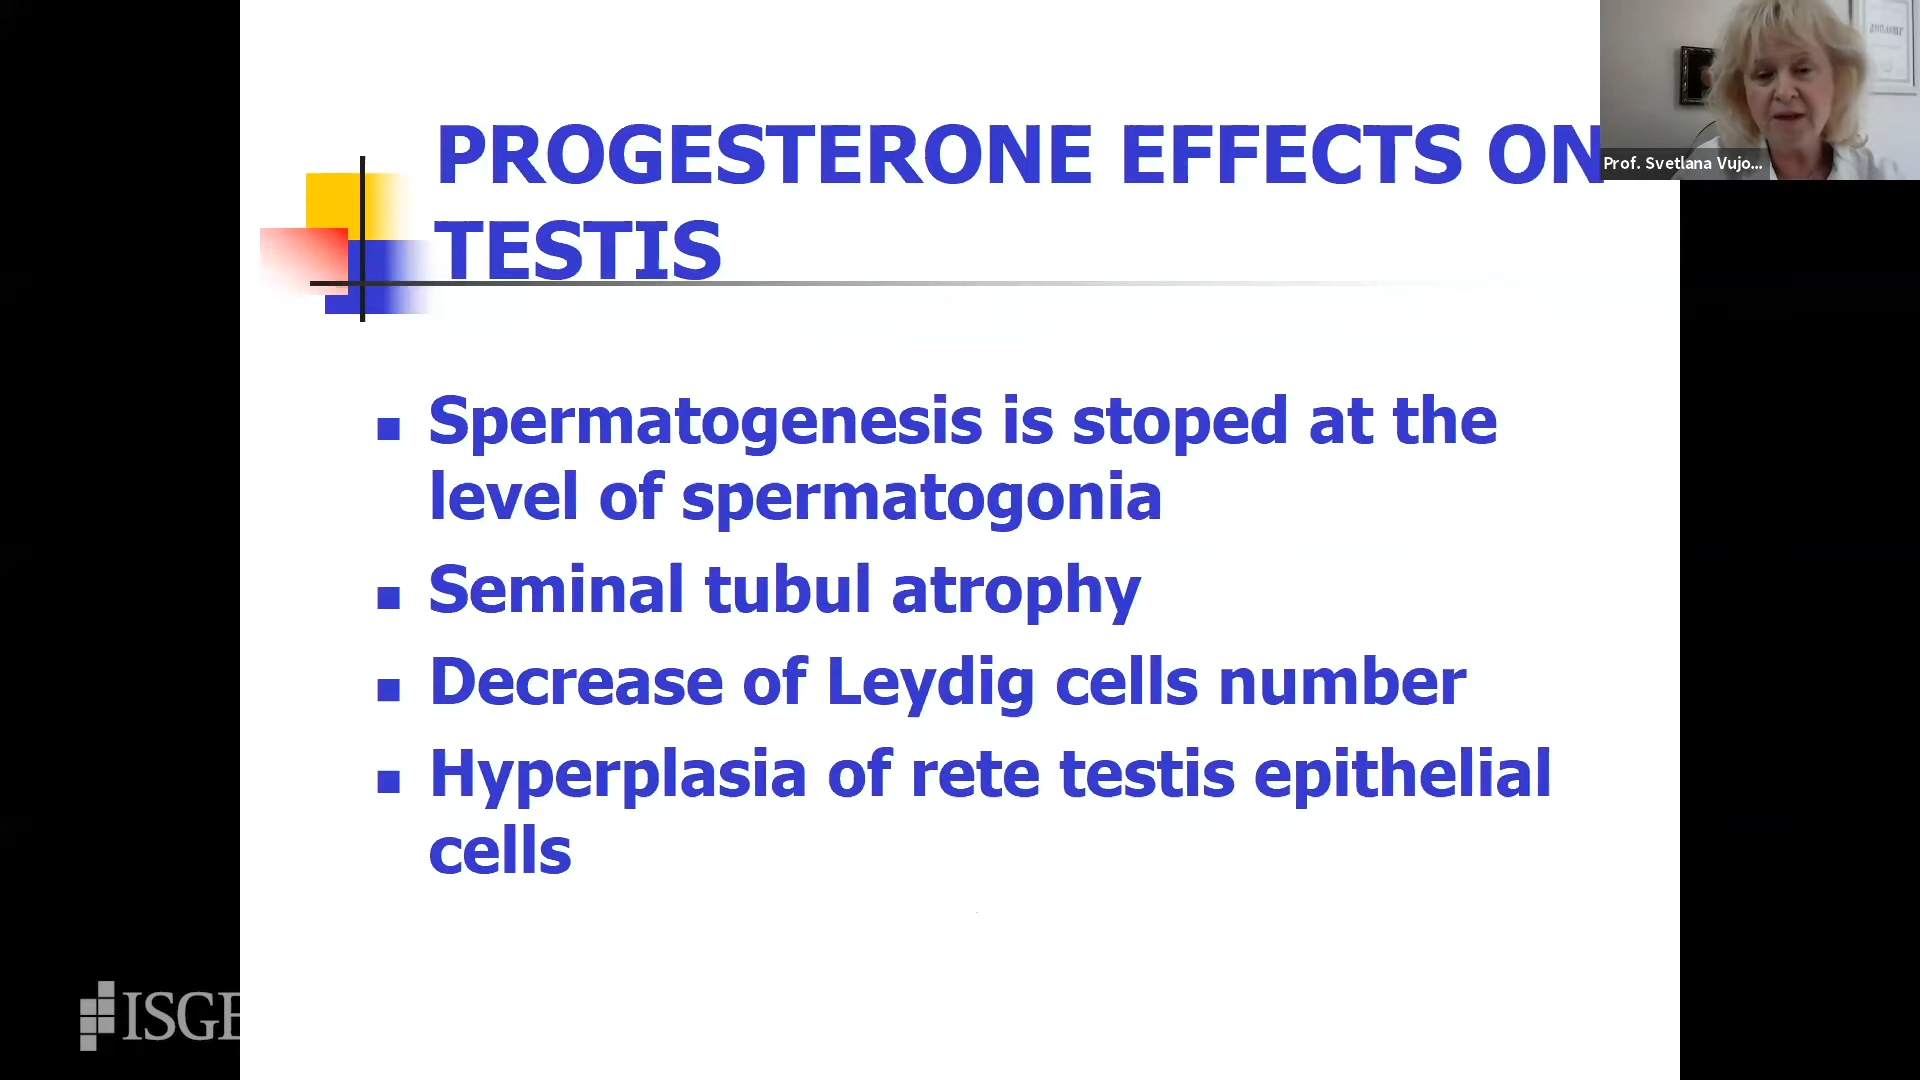 PROGESTERONE EFFECTS ON
TESTIS
Prof. Svetlana Vujo...
Spermatogenesis is stoped at the
level of spermatogonia
Seminal tubul atrophy
Decrease of Leydig cells number
Hyperplasia of rete testis epithelial
cells
ISGE